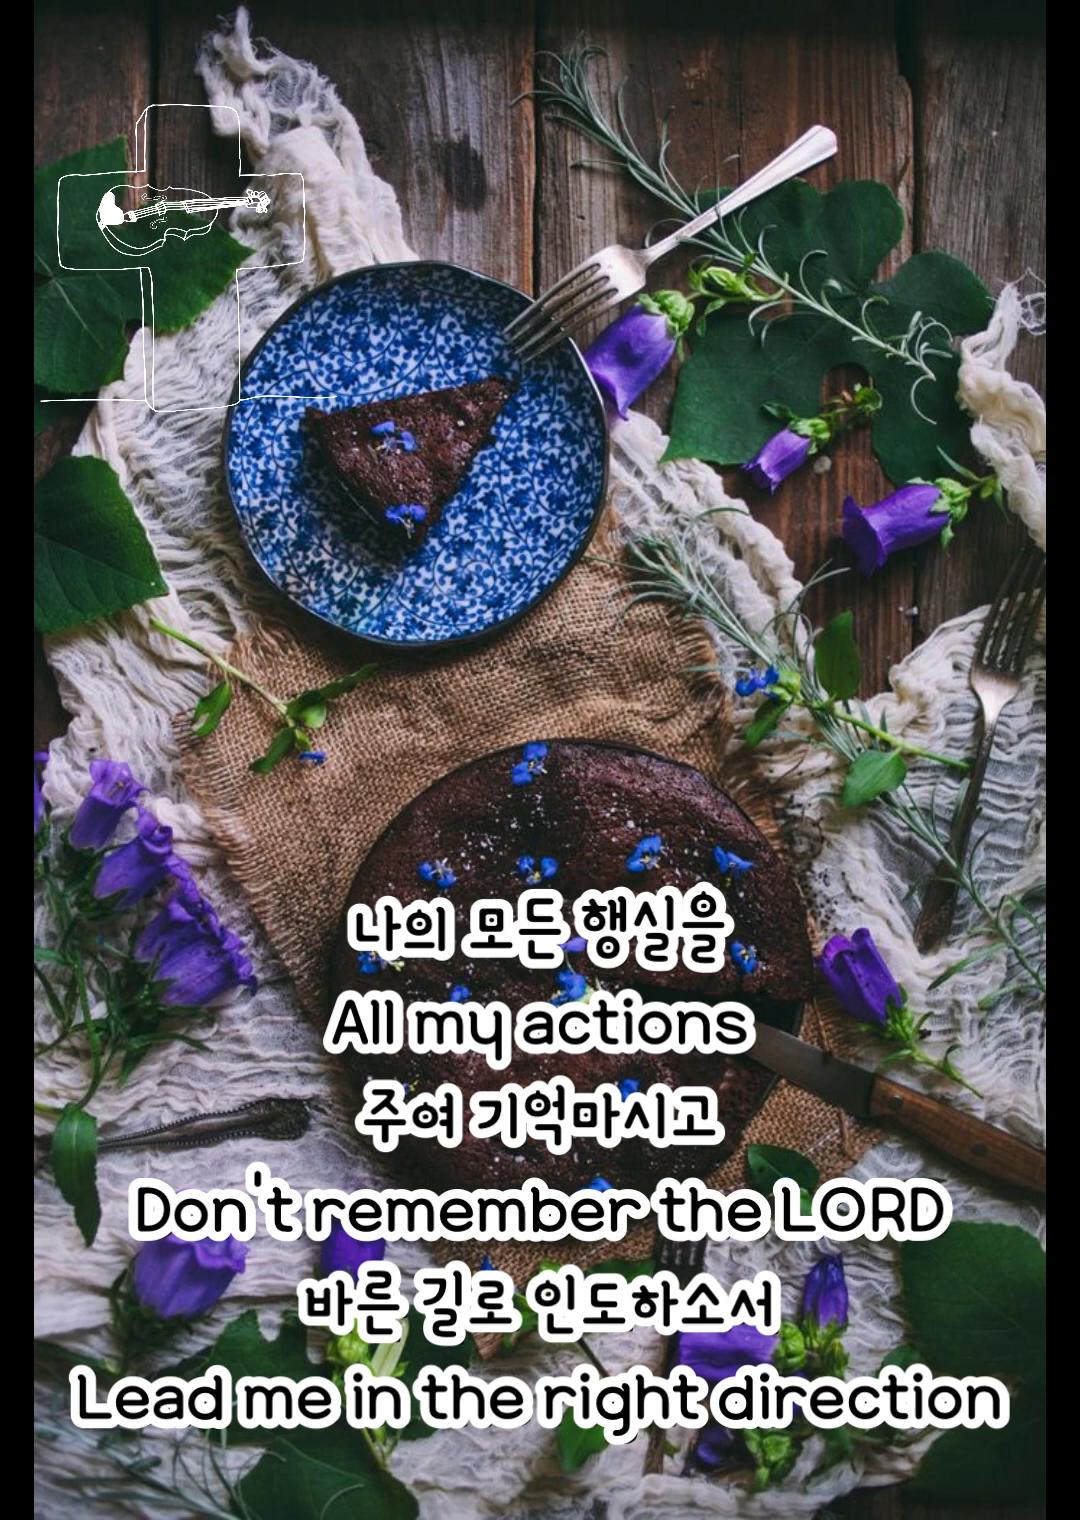 나의 모든 행실을
All my actions
주여 기억마시고
Don't remember the LORD
바른 길로 인도하소서
Lead me in the right direction